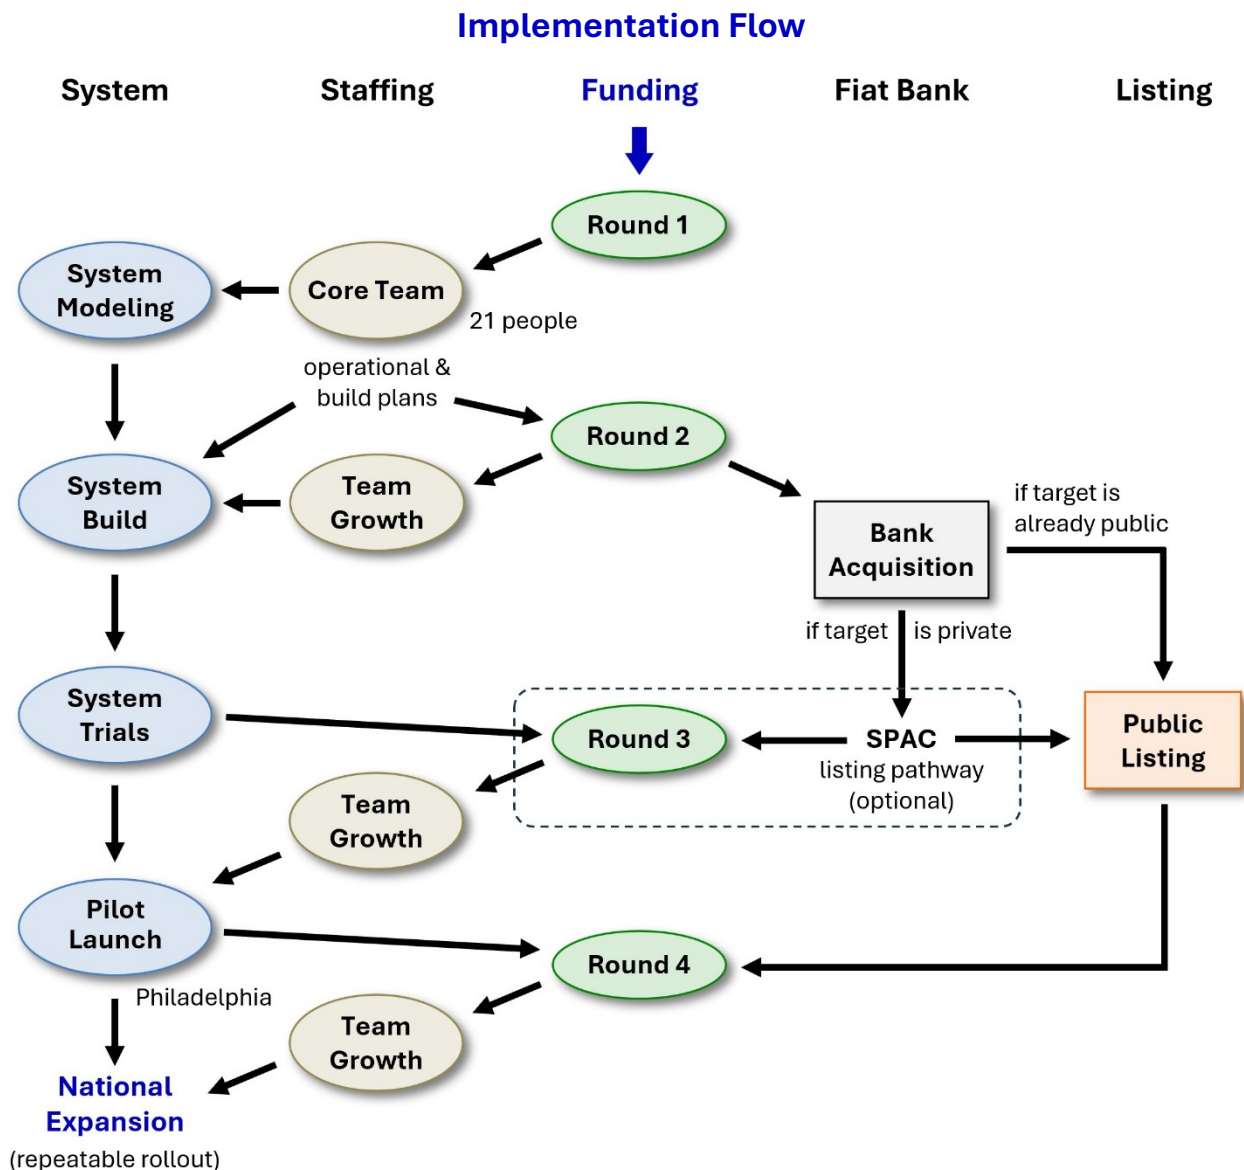 Implementation Flow
System
Staffing
Funding
Fiat Bank
Listing
Round 1
System
Modeling
Core Team
21 people
operational &
build plans
Round 2
System
Build
Team
Growth
Bank
Acquisition
if target is
already public
if target is private
System
Trials
Round 3
SPAC
listing pathway
(optional)
Public
Listing
Team
Growth
Pilot
Launch
Philadelphia
Round 4
Team
Growth
National
Expansion
(repeatable rollout)